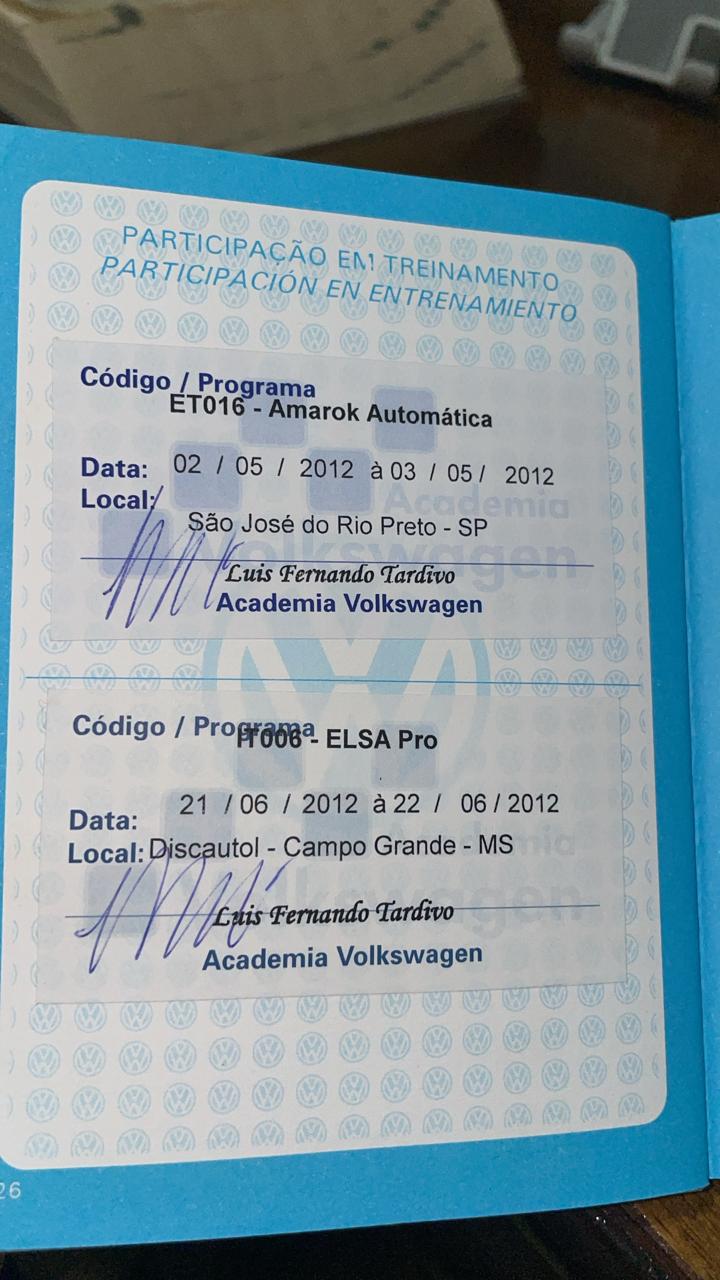 PARTICIPAÇÃO EM TREINAMENTO
PARTICIPACIÓN EN ENTRENAMIENTO
Código / Programa
ET016 - Amarok Automática
Data: 02 / 05 / 2012 à 03 / 05 / 2012
Local:
São José do Rio Preto - SP
Luis Fernando Tardivo
Academia Volkswagen
Código / Programa
- ELSA Pro
21 / 06 / 2012 à 22 / 06 / 2012
Data:
Local: Discautol - Campo Grande - MS
Luis Fernando Tardivo
Academia Volkswagen
26